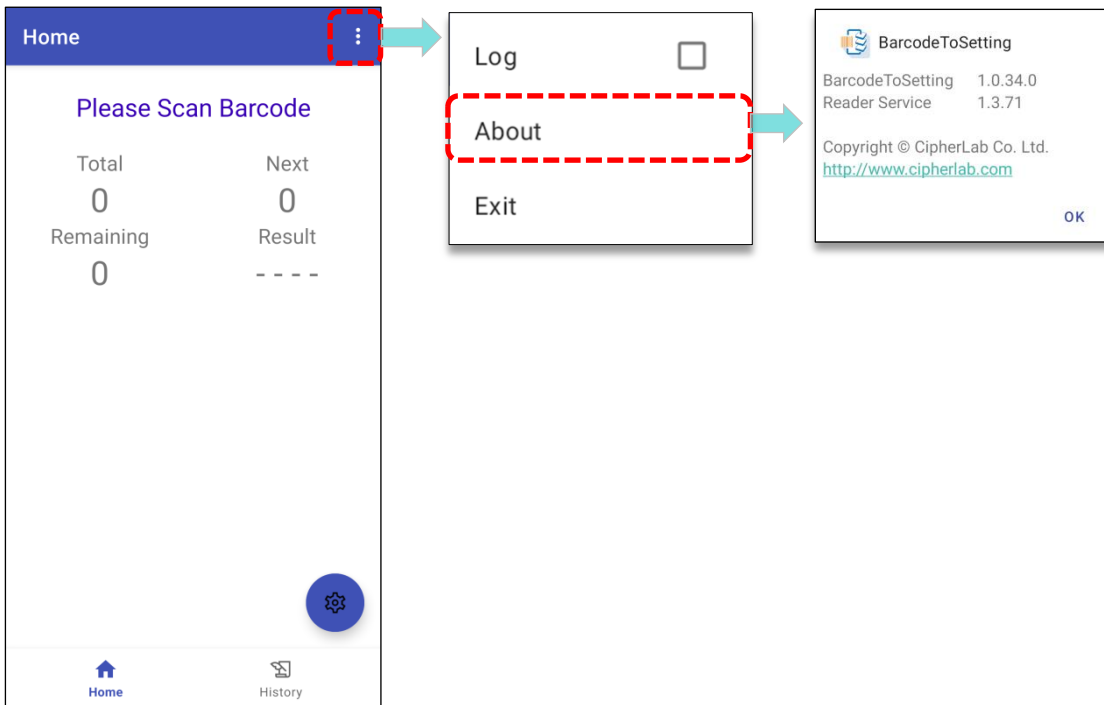 Home
Please Scan Barcode
Total Next
0 0
Remaining Result
0 - - - -
Home History
Log
About
Exit
BarcodeToSetting
BarcodeToSetting 1.0.34.0
Reader Service 1.3.71
Copyright © CipherLab Co. Ltd.
http://www.cipherlab.com
OK